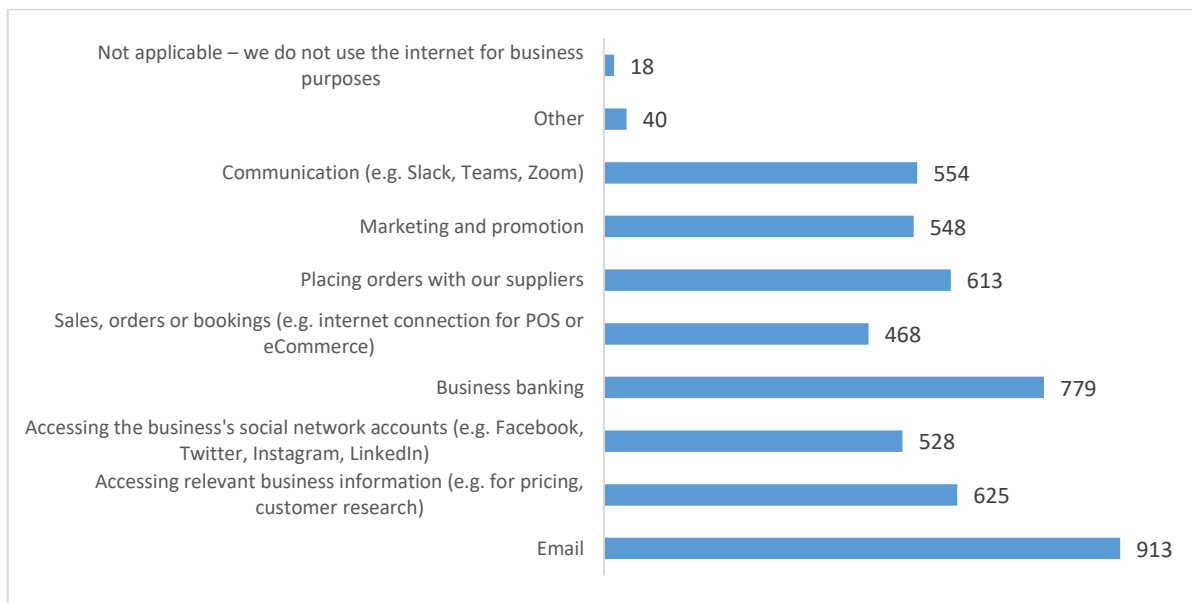 Not applicable – we do not use the internet for business
purposes
18
Other
40
Communication (e.g. Slack, Teams, Zoom)
554
Marketing and promotion
548
Placing orders with our suppliers
613
Sales, orders or bookings (e.g. internet connection for POS or
eCommerce)
468
Business banking
779
Accessing the business's social network accounts (e.g. Facebook,
Twitter, Instagram, LinkedIn)
528
Accessing relevant business information (e.g. for pricing,
customer research)
625
Email
913